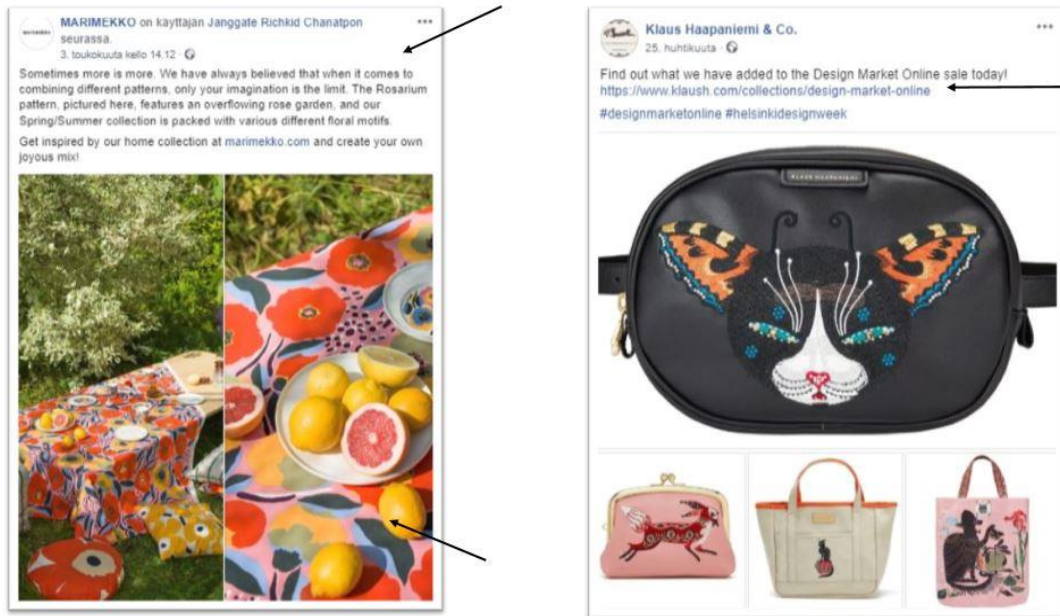 MARIMEKKO on käyttäjän Janggate Richkid Chanatpon
seurassa.
3. toukokuuta kello 14.12 ·
Sometimes more is more. We have always believed that when it comes to
combining different patterns, only your imagination is the limit. The Rosarium
pattern, pictured here, features an overflowing rose garden, and our
Spring/Summer collection is packed with various different floral motifs.
Get inspired by our home collection at marimekko.com and create your own
joyous mix!
Klaus Haapaniemi & Co.
25. huhtikuuta ·
Find out what we have added to the Design Market Online sale today!
https://www.klaush.com/collections/design-market-online
#designmarketonline #helsinkidesignweek
KLAUS HAAPANIEMI